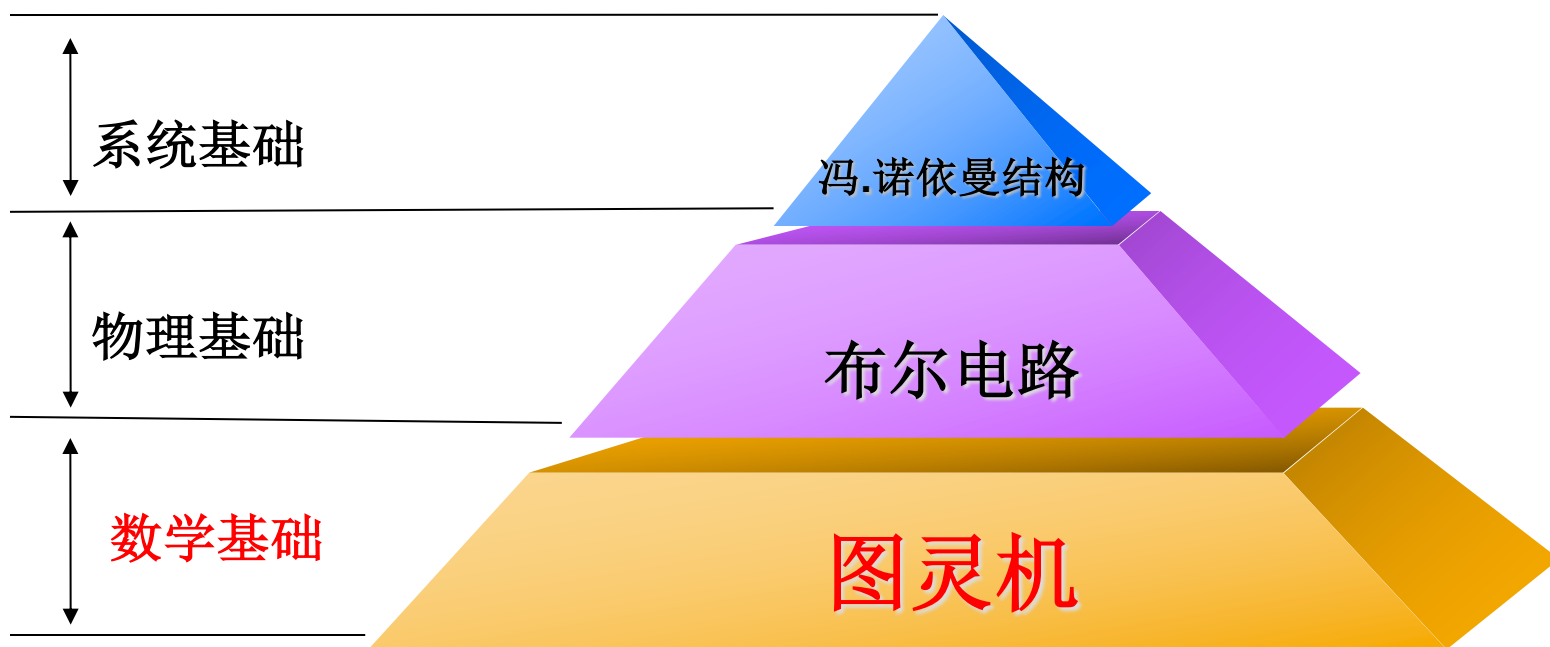 系统基础
冯.诺依曼结构
物理基础
布尔电路
数学基础
图灵机